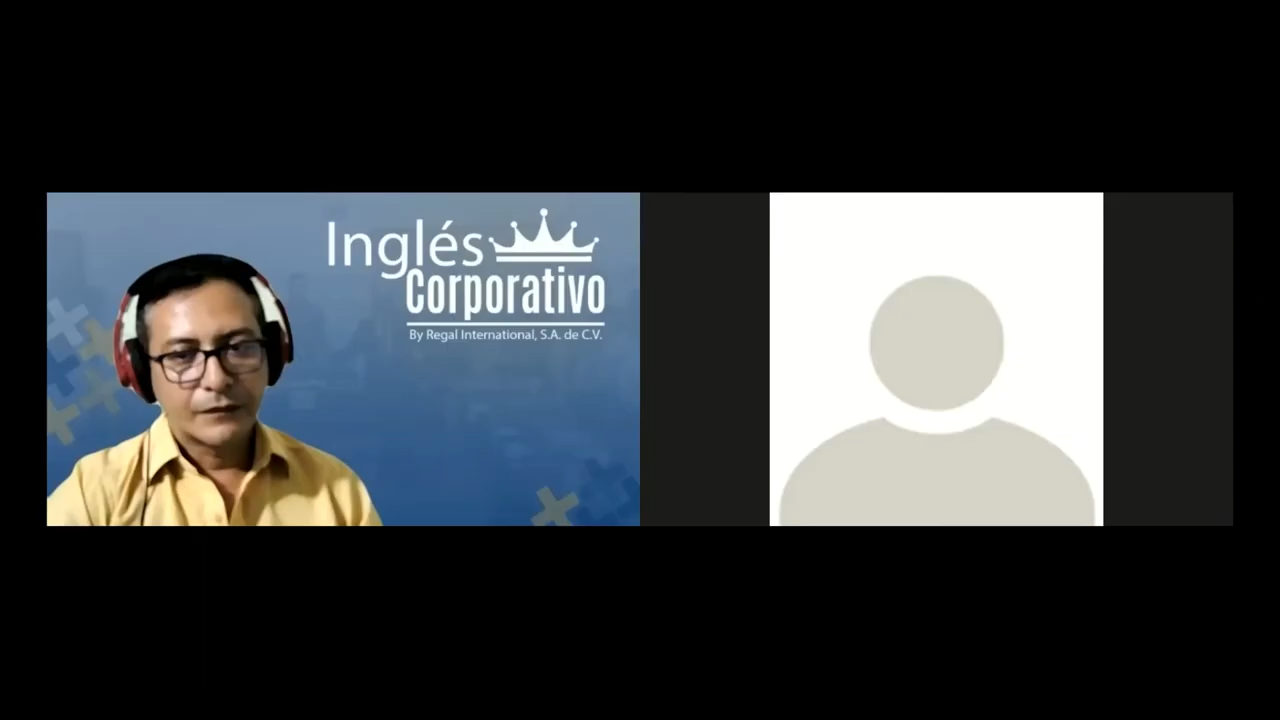 Inglés
Corporativo
By Regal International, S.A. de C.V.